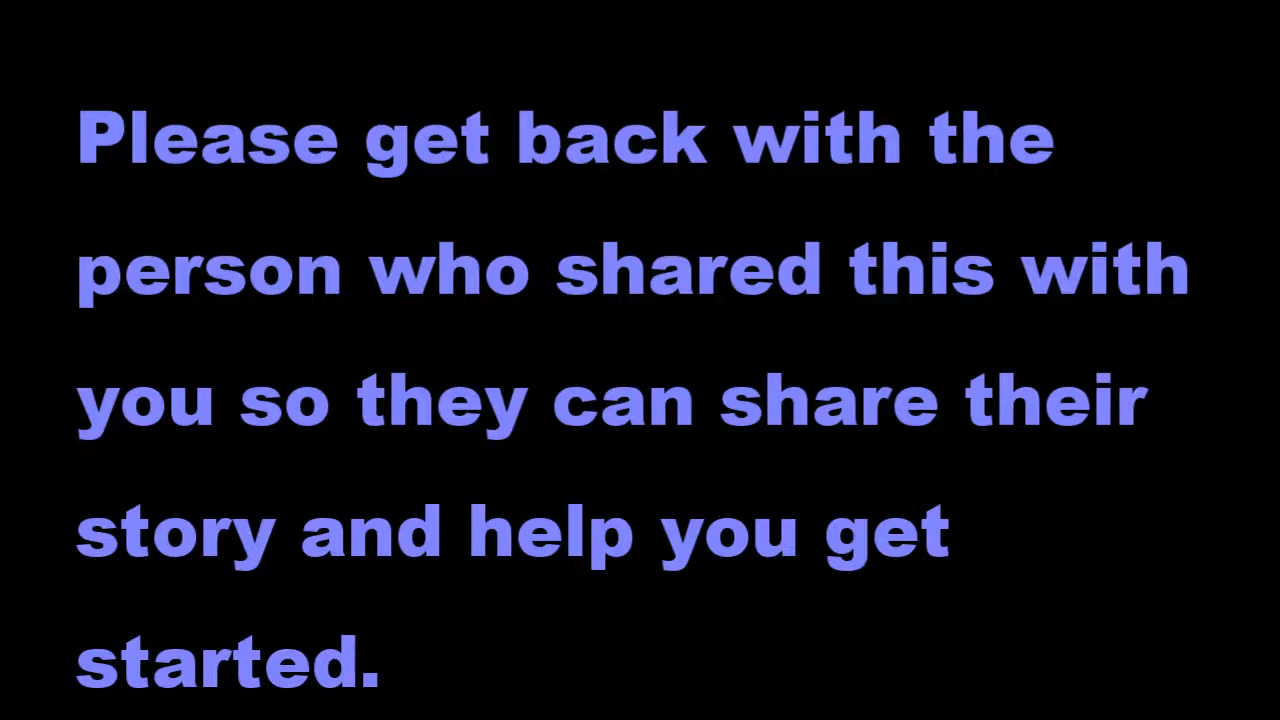 Please get back with the
person who shared this with
you so they can share their
story and help you get
started.